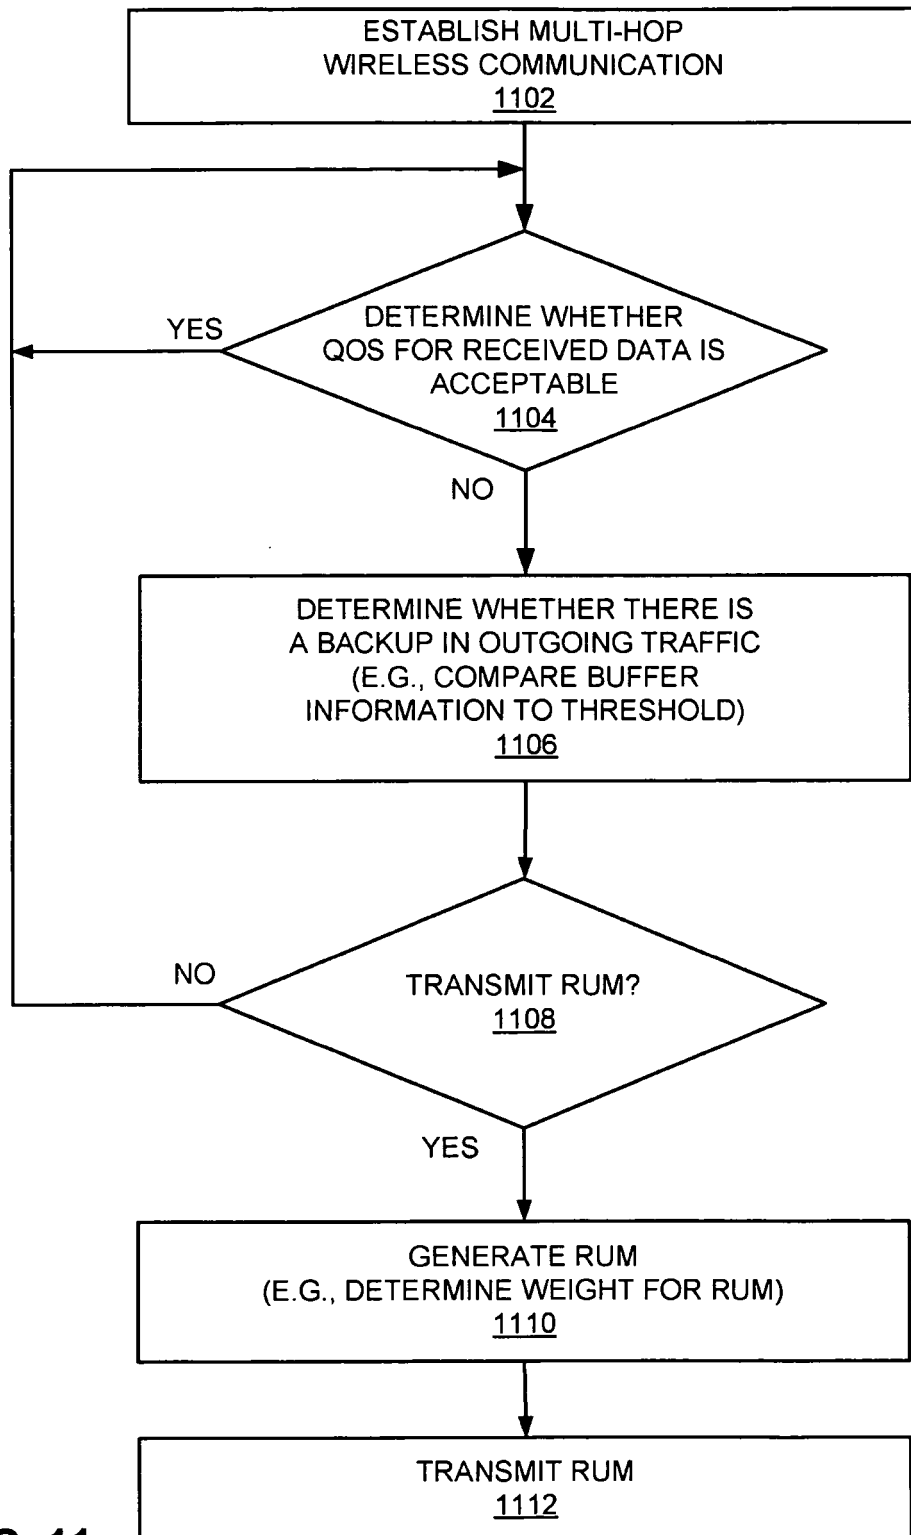 ESTABLISH MULTI-HOP
WIRELESS COMMUNICATION
1102
YES
DETERMINE WHETHER
QOS FOR RECEIVED DATA IS
ACCEPTABLE
1104
NO
DETERMINE WHETHER THERE IS
A BACKUP IN OUTGOING TRAFFIC
(E.G., COMPARE BUFFER
INFORMATION TO THRESHOLD)
1106
NO
TRANSMIT RUM?
1108
YES
GENERATE RUM
(E.G., DETERMINE WEIGHT FOR RUM)
1110
TRANSMIT RUM
1112